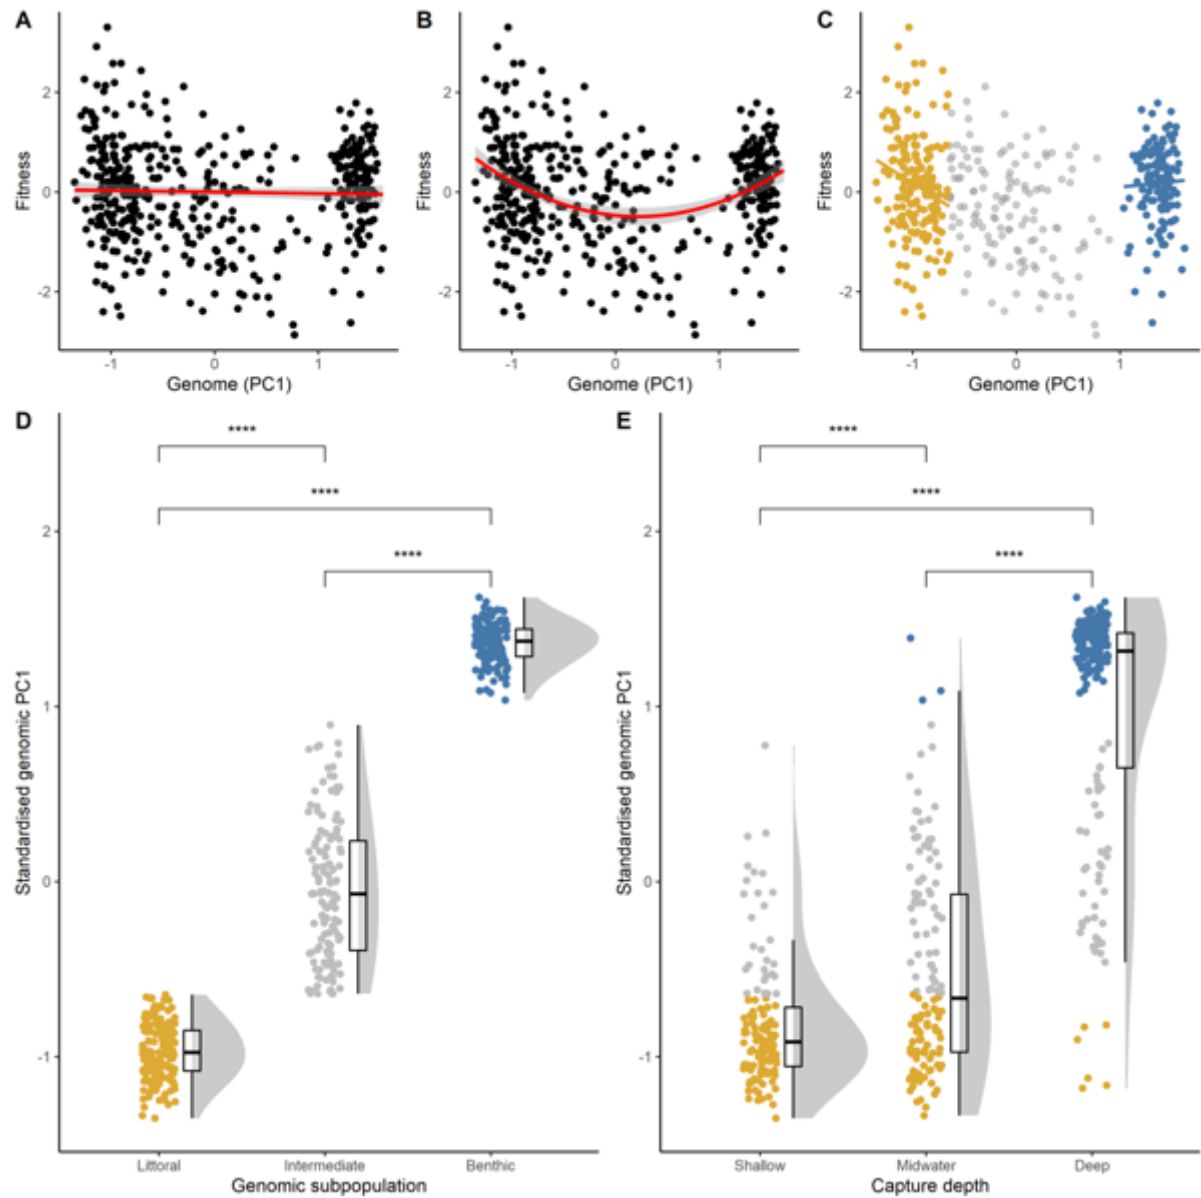 A
B
C
Fitness
2
0
-2
-1
0
1
Genome (PC1)
Fitness
2
0
-2
-1
0
1
Genome (PC1)
Fitness
2
0
-2
-1
0
1
Genome (PC1)
D
****
****
****
Standardised genomic PC1
2
1
0
-1
Littoral
Intermediate
Benthic
Genomic subpopulation
E
****
****
****
Standardised genomic PC1
2
1
0
-1
Shallow
Midwater
Deep
Capture depth